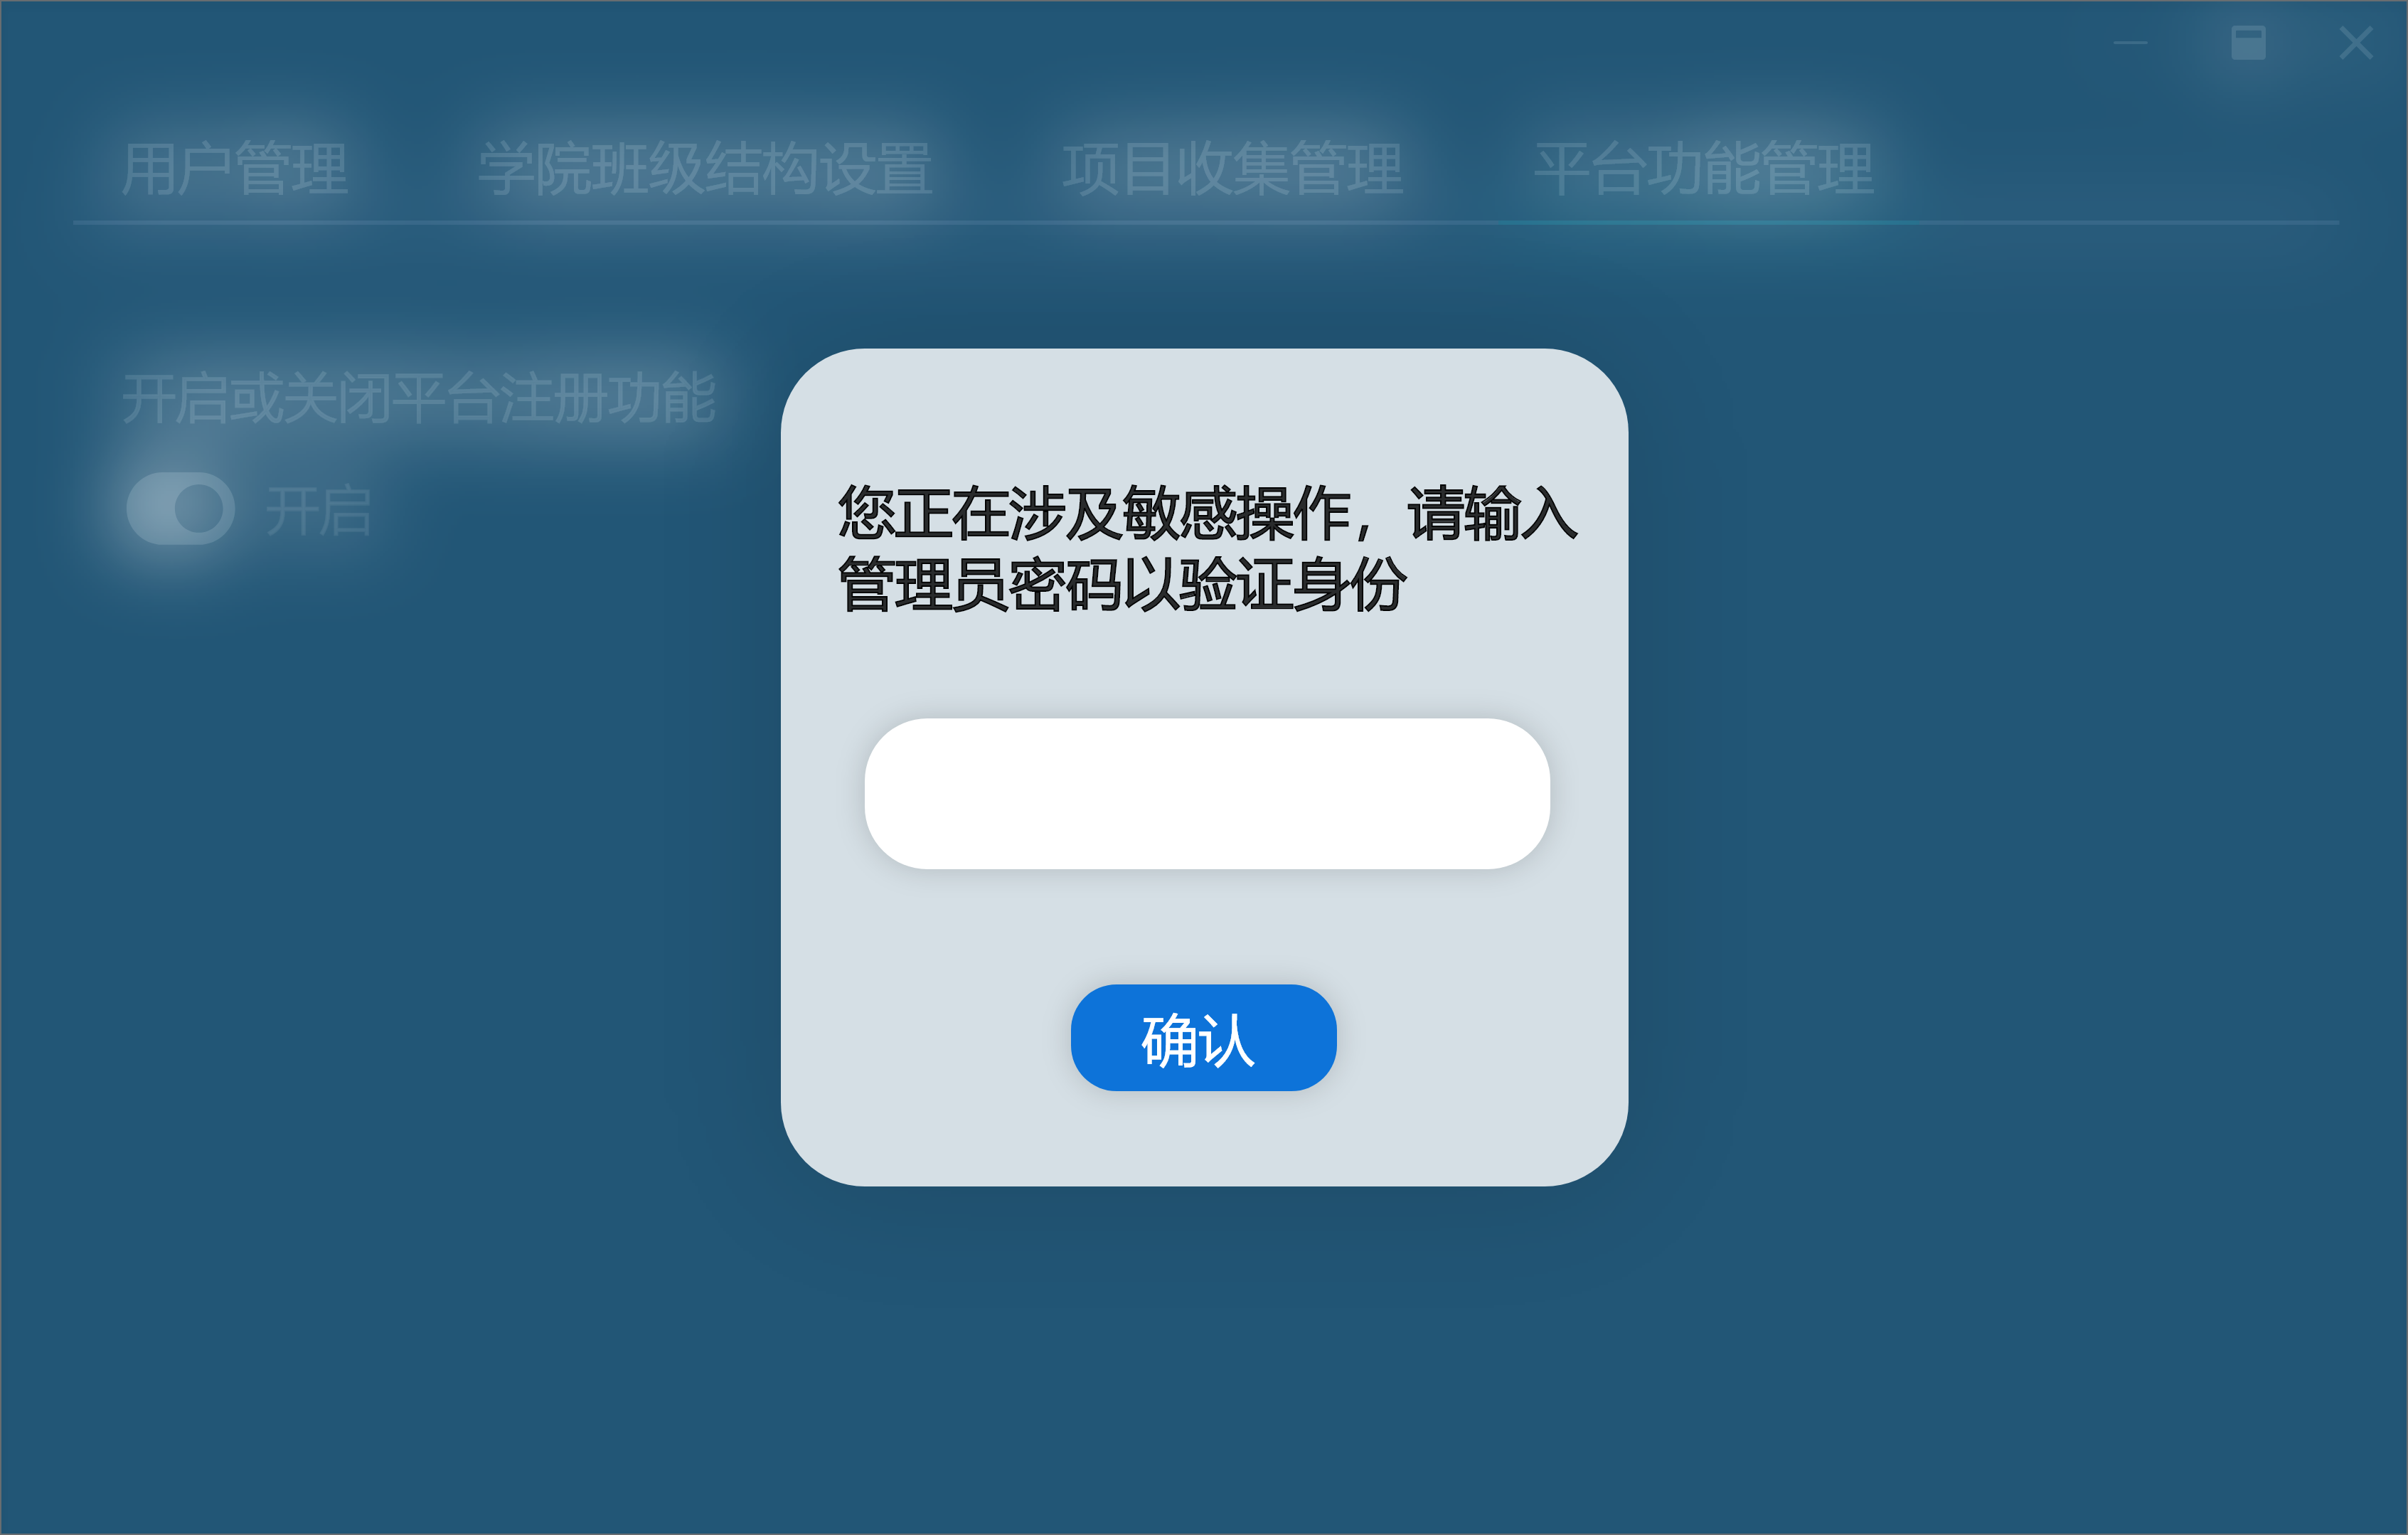 用户管理 学院班级结构设置 项目收集管理 平台功能管理
开启或关闭平台注册功能
开启
您正在涉及敏感操作，请输入
管理员密码以验证身份
确认